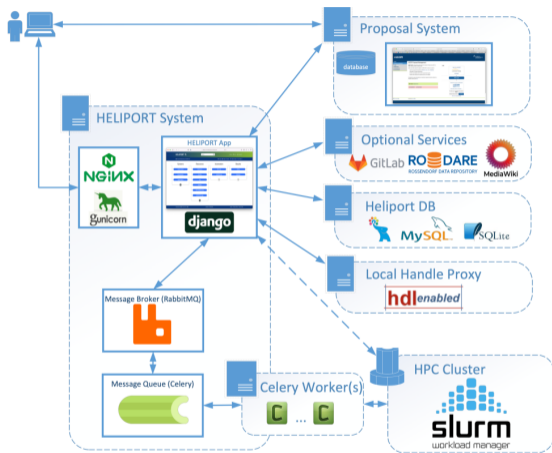 Proposal System
database
HELIPORT System
HELIPORT App
NGINX
gunicorn
django
Optional Services
GitLab
RODARE
ROSSENDORF DATA REPOSITORY
MediaWiki
Heliport DB
MySQL
SQLite
Local Handle Proxy
hdl enabled
Message Broker (RabbitMQ)
Message Queue (Celery)
Celery Worker(s)
C ... C
HPC Cluster
slurm
workload manager